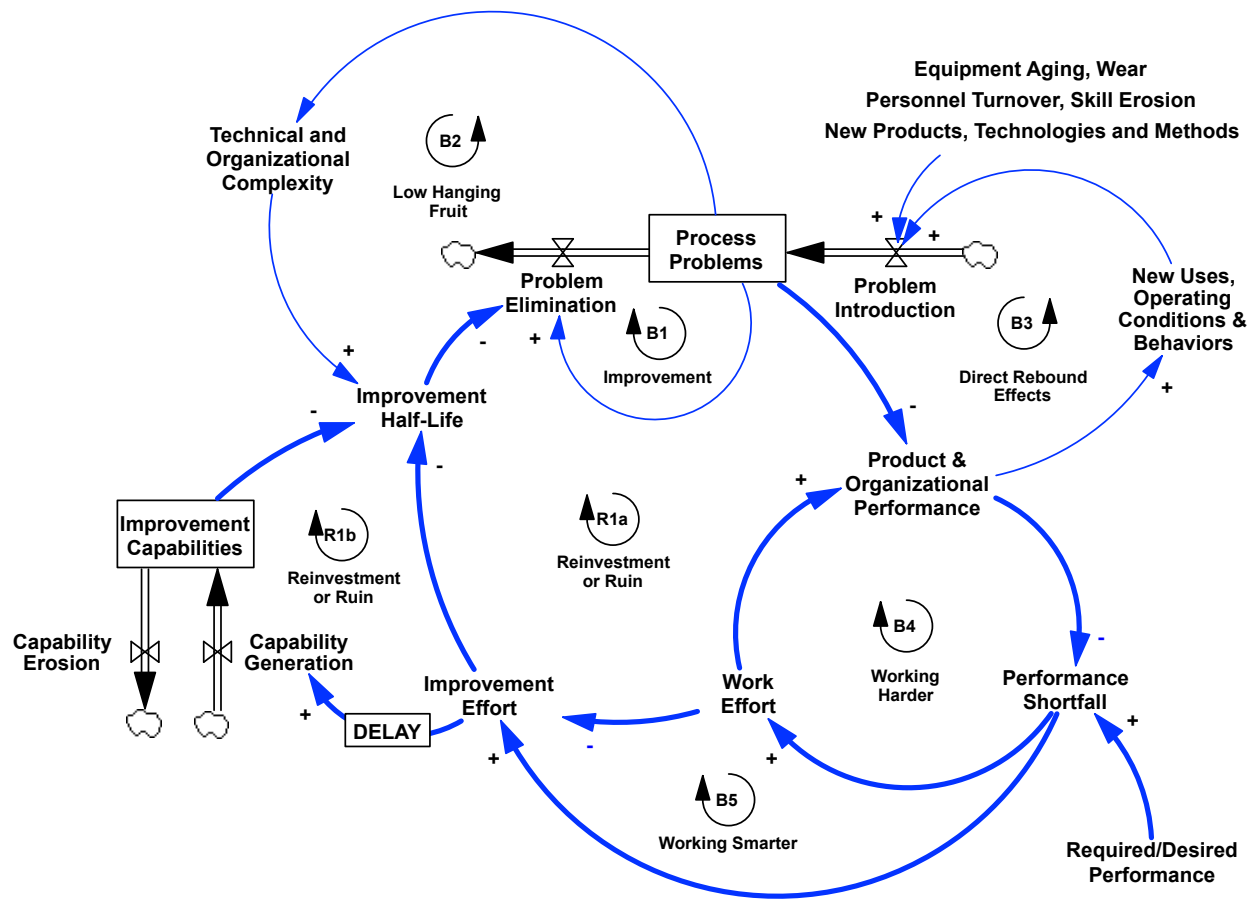 Equipment Aging, Wear
Personnel Turnover, Skill Erosion
New Products, Technologies and Methods
Technical and
Organizational
Complexity
B2
Low Hanging
Fruit
+
+
Process
Problems
Problem
Elimination
Problem
Introduction
New Uses,
Operating
Conditions &
Behaviors
B1
Improvement
B3
Direct Rebound
Effects
-
+
+
+
Improvement
Half-Life
-
-
-
Product &
Organizational
Performance
+
Improvement
Capabilities
R1b
Reinvestment
or Ruin
R1a
Reinvestment
or Ruin
B4
Working
Harder
-
Capability
Erosion
Capability
Generation
+
DELAY
Improvement
Effort
+
-
Work
Effort
+
Performance
Shortfall
+
B5
Working Smarter
Required/Desired
Performance